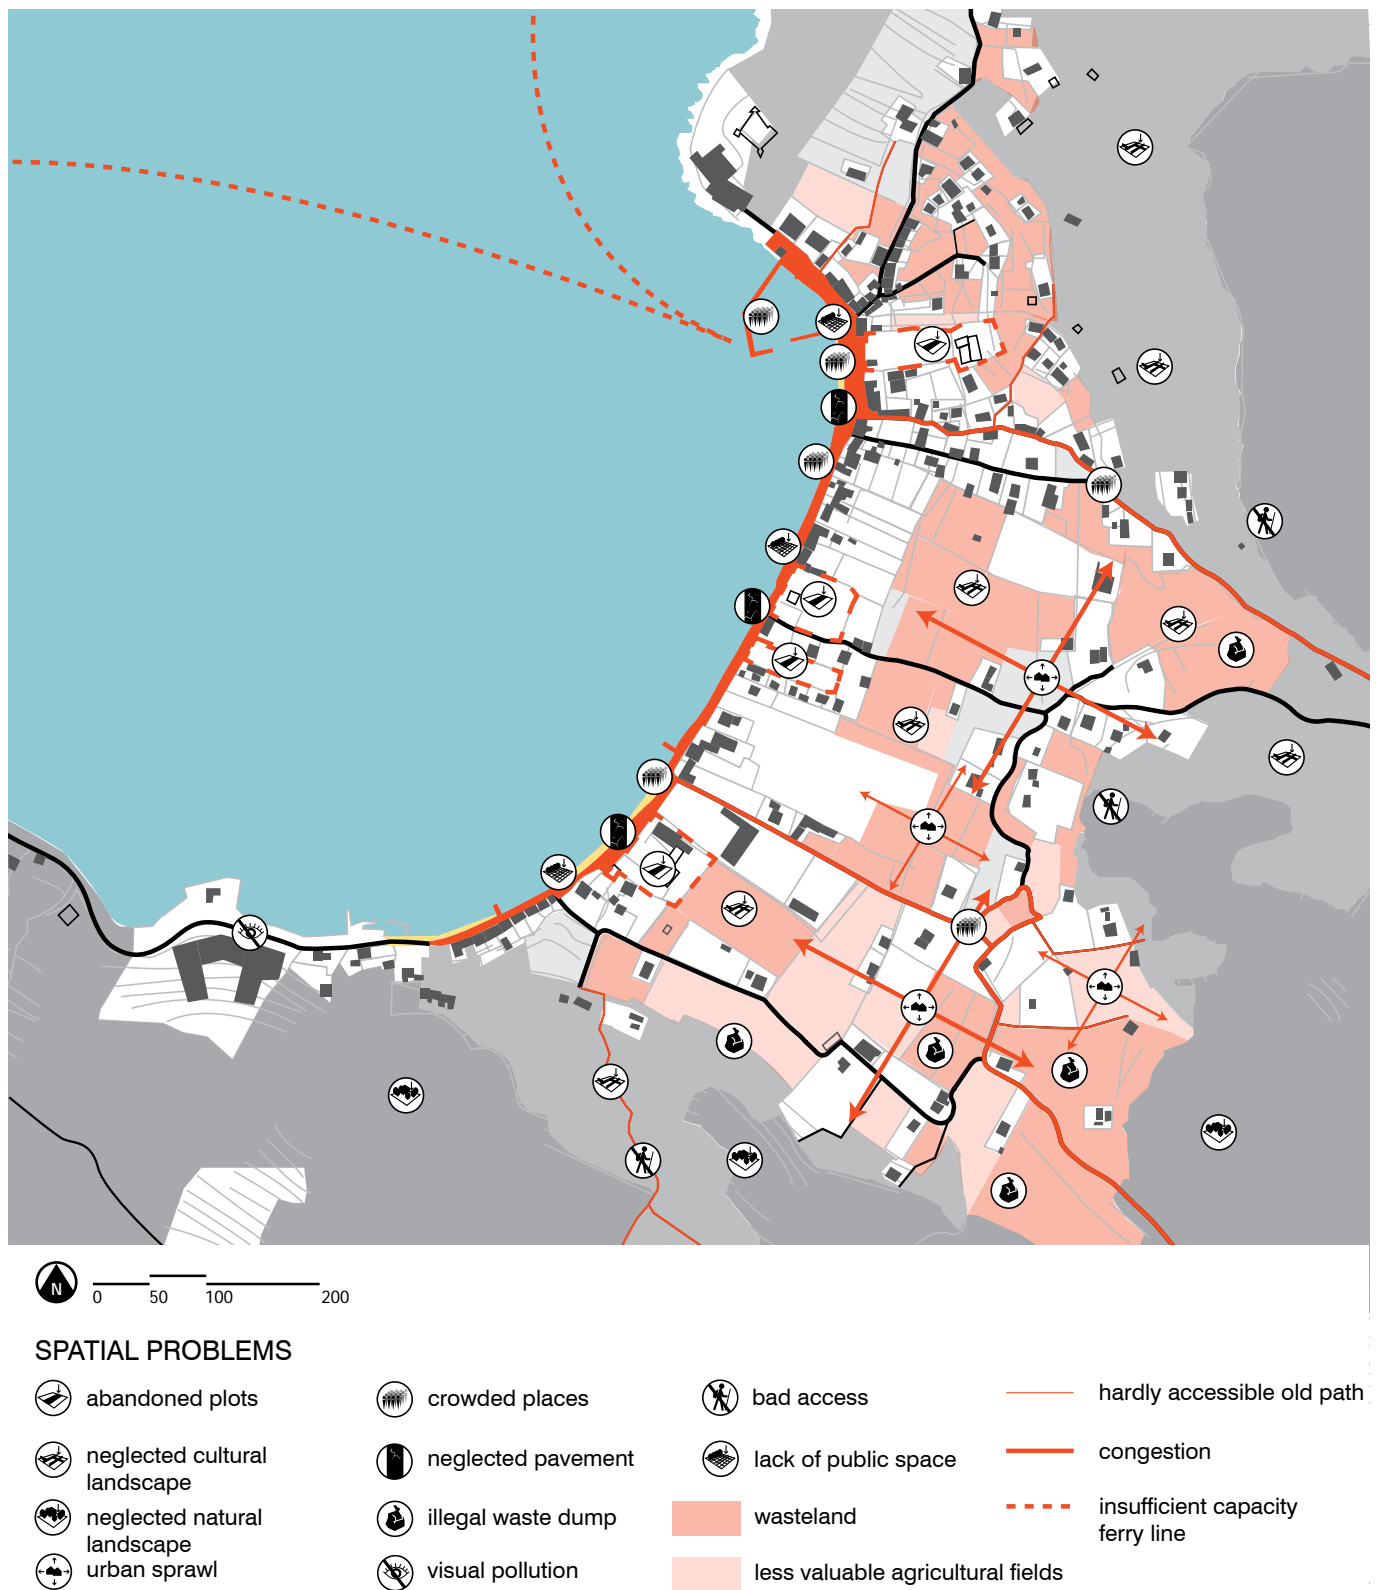 N
0 50 100 200
SPATIAL PROBLEMS
abandoned plots
neglected cultural
landscape
neglected natural
landscape
urban sprawl
crowded places
neglected pavement
illegal waste dump
visual pollution
bad access
lack of public space
wasteland
less valuable agricultural fields
hardly accessible old path
congestion
insufficient capacity
ferry line